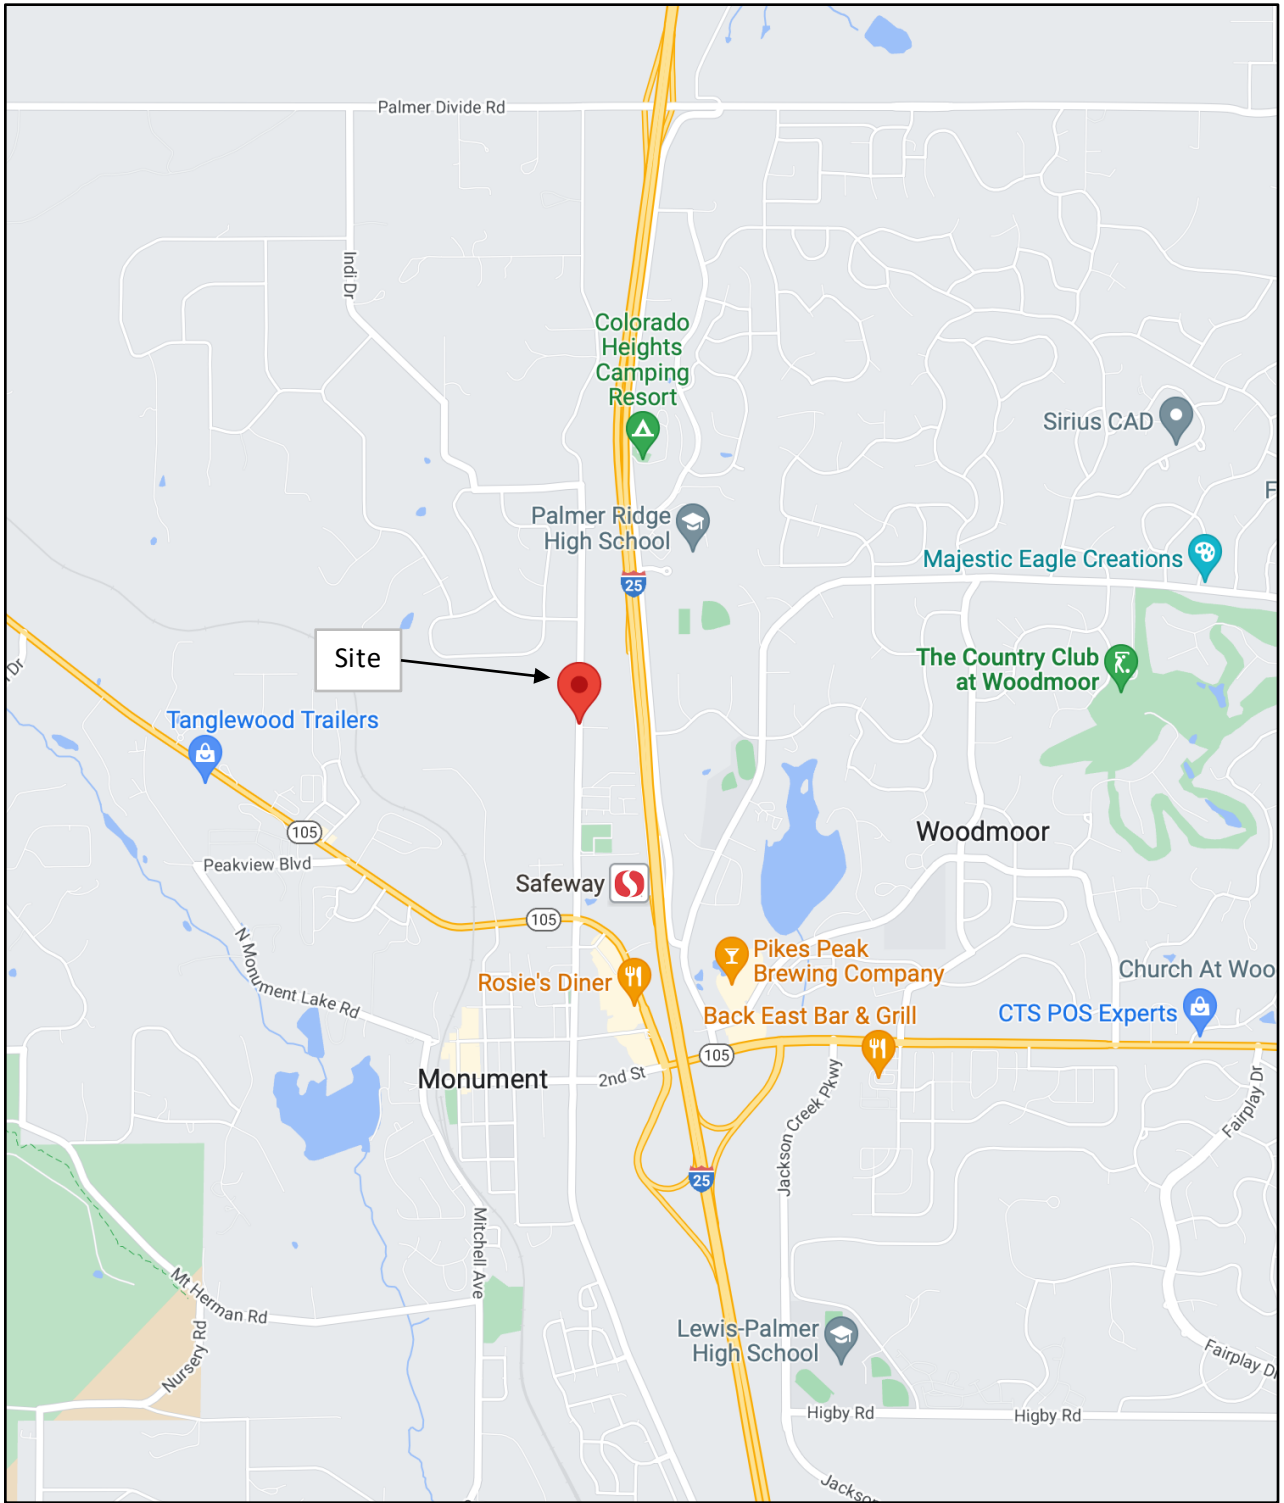 Palmer Divide Rd
Indi Dr
Colorado
Heights
Camping
Resort
Sirius CAD
F
Palmer Ridge
High School
Majestic Eagle Creations
25
Site
The Country Club
at Woodmoor
Dr
Tanglewood Trailers
105
Woodmoor
Peakview Blvd
Safeway
105
N Monument Lake Rd
Pikes Peak
Brewing Company
Rosie's Diner
Church At Woo
Back East Bar & Grill
CTS POS Experts
105
Monument
2nd St
Jackson Creek Pkwy
Fairplay Dr
25
Mitchell Ave
Mt Herman Rd
Nursery Rd
Lewis-Palmer
High School
Fairplay Dr
Higby Rd
Higby Rd
Jackso